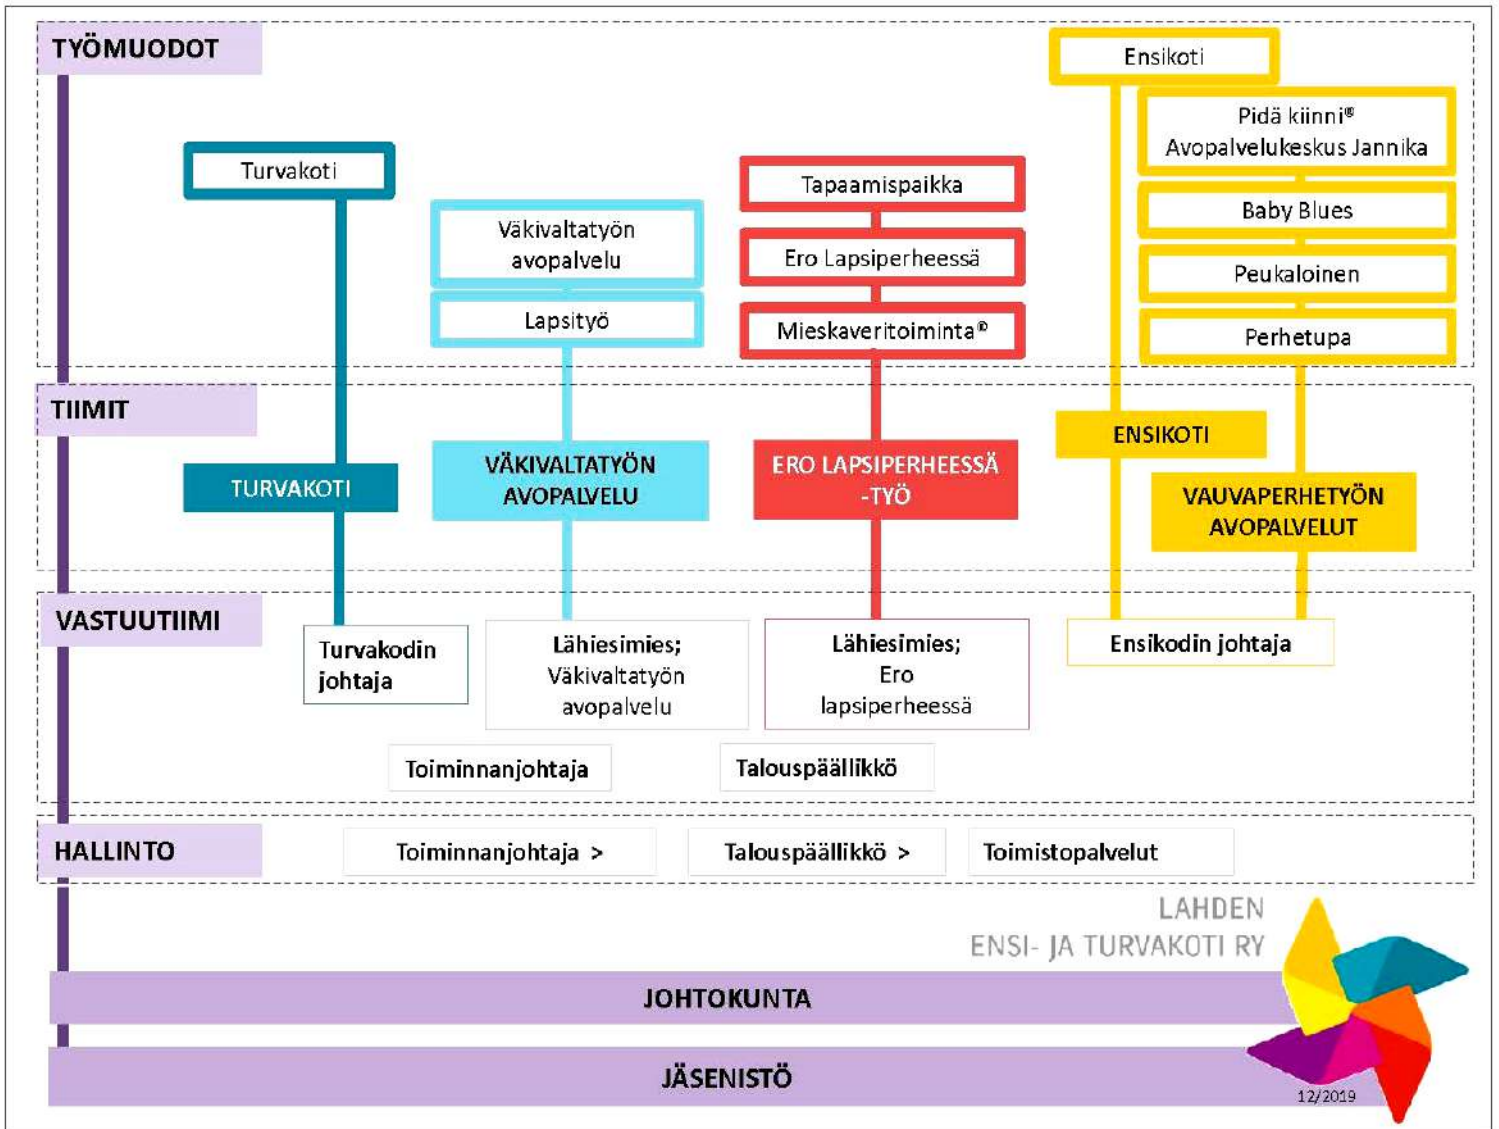 TYÖMUODOT
Ensikoti
Pidä kiinni®
Avopalvelukeskus Jannika
Turvakoti
Tapaamispaikka
Baby Blues
Väkivaltatyön
avopalvelu
Ero Lapsiperheessä
Peukaloinen
Lapsityö
Mieskaveritoiminta®
Perhetupa
TIIMIT
TURVAKOTI
VÄKIVALTATYÖN
AVOPALVELU
ERO LAPSIPERHEESSÄ
-TYÖ
ENSIKOTI
VAUVAPERHETYÖN
AVOPALVELUT
VASTUUTIIMI
Turvakodin
johtaja
Lähiesimies;
Väkivaltatyön
avopalvelu
Lähiesimies;
Ero
lapsiperheessä
Ensikodin johtaja
Toiminnanjohtaja
Talouspäällikkö
HALLINTO
Toiminnanjohtaja >
Talouspäällikkö >
Toimistopalvelut
LAHDEN
ENSI- JA TURVAKOTI RY
JOHTOKUNTA
JÄSENISTÖ
12/2019